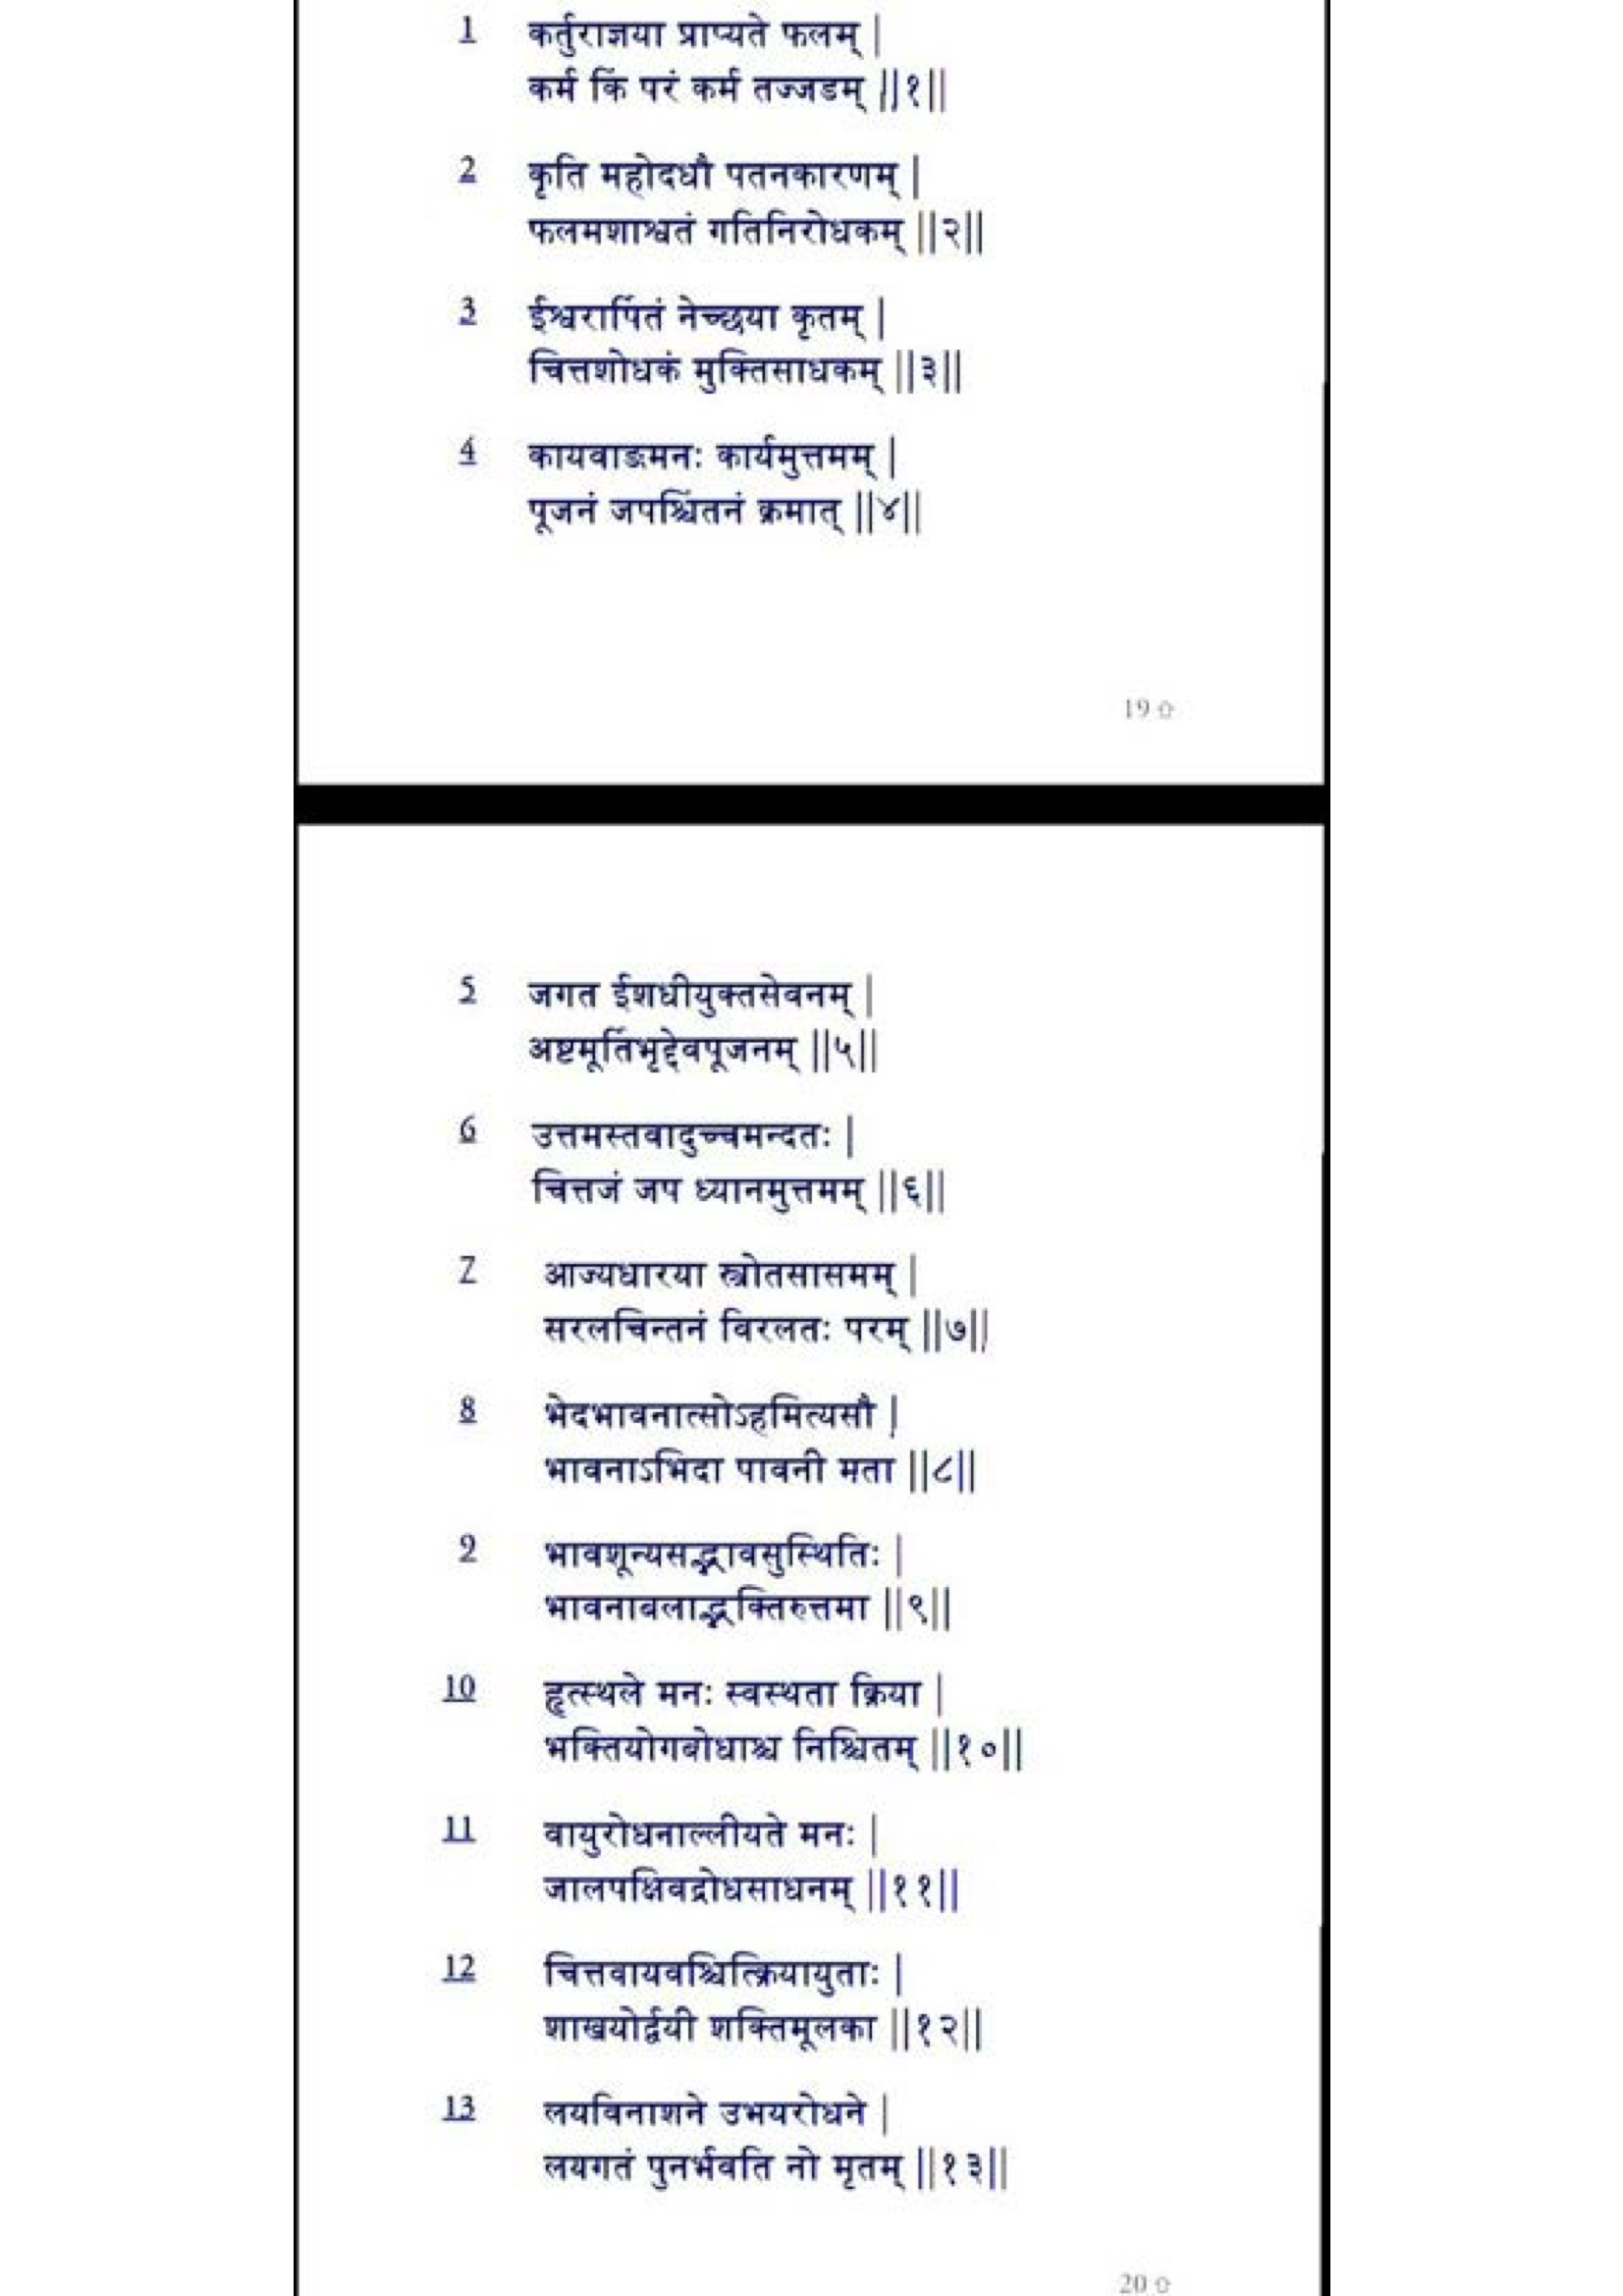 1 कर्तुराज्ञया प्राप्यते फलम् |
कर्म किं परं कर्म तज्जडम् ||१||
2 कृति महोदधौ पतनकारणम् |
फलमशाश्वतं गतिनिरोधकम् ||२||
3 ईश्वरार्पितं नेच्छया कृतम् |
चित्तशोधकं मुक्तिसाधकम् ||३||
4 कायवाङमनः कार्यमुत्तमम् |
पूजनं जपश्चिंतनं क्रमात् ||४||
19 ⇧
5 जगत ईशधीयुक्तसेवनम् |
अष्टमूर्तिभृद्देवपूजनम् ||५||
6 उत्तमस्तवादुच्चमन्दतः |
चित्तजं जप ध्यानमुत्तमम् ||६||
7 आज्यधारया स्त्रोतसासमम् |
सरलचिन्तनं विरलतः परम् ||७||
8 भेदभावनात्सोऽहमित्यसौ |
भावनाऽभिदा पावनी मता ||८||
9 भावशून्यसद्भावसुस्थितिः |
भावनाबलाद्भक्तिरुत्तमा ||९||
10 हृत्स्थले मनः स्वस्थता क्रिया |
भक्तियोगबोधाश्च निश्चितम् ||१०||
11 वायुरोधनाल्लीयते मनः |
जालपक्षिवद्रोधसाधनम् ||११||
12 चित्तवायवश्चित्क्रियायुताः |
शाखयोर्द्वयी शक्तिमूलका ||१२||
13 लयविनाशने उभयरोधने |
लयगतं पुनर्भवति नो मृतम् ||१३||
20 ⇧